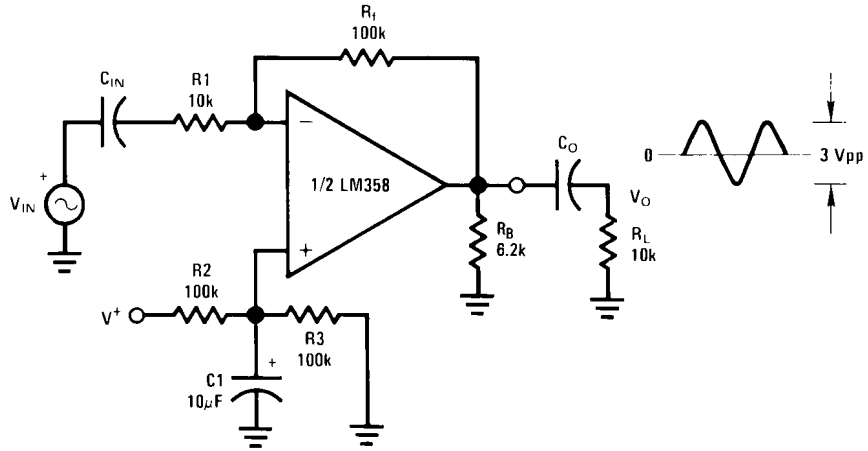 Rf
100k
CIN
R1
10k
−
1/2 LM358
+
+
VIN
CO
0
3 Vpp
VO
RB
6.2k
RL
10k
R2
100k
V+
R3
100k
+
C1
10μF